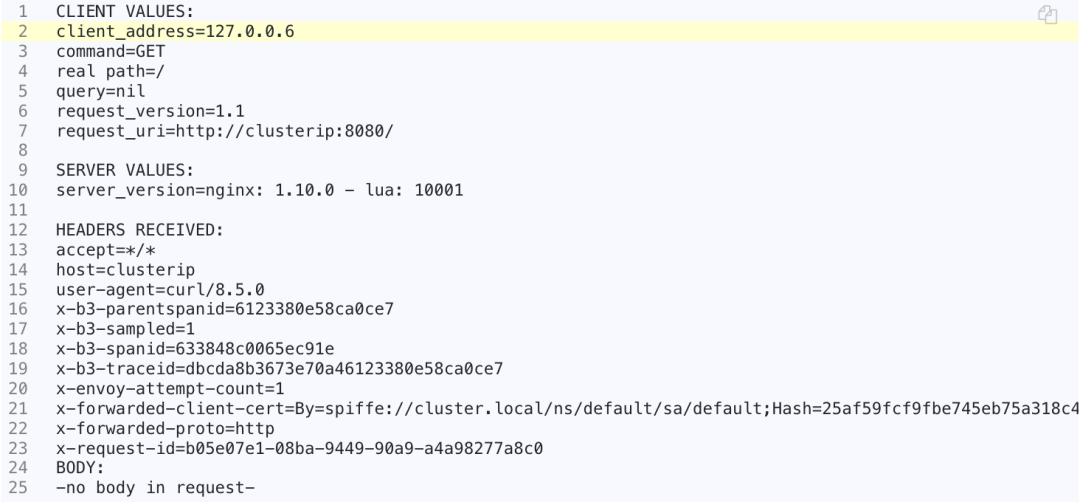 1 CLIENT VALUES:
2 client_address=127.0.0.6
3 command=GET
4 real path=/
5 query=nil
6 request_version=1.1
7 request_uri=http://clusterip:8080/
8
9 SERVER VALUES:
10 server_version=nginx: 1.10.0 - lua: 10001
11
12 HEADERS RECEIVED:
13 accept=*/*
14 host=clusterip
15 user-agent=curl/8.5.0
16 x-b3-parentspanid=6123380e58ca0ce7
17 x-b3-sampled=1
18 x-b3-spanid=633848c0065ec91e
19 x-b3-traceid=dbcda8b3673e70a46123380e58ca0ce7
20 x-envoy-attempt-count=1
21 x-forwarded-client-cert=By=spiffe://cluster.local/ns/default/sa/default;Hash=25af59fcf9fbe745eb75a318c4
22 x-forwarded-proto=http
23 x-request-id=b05e07e1-08ba-9449-90a9-a4a98277a8c0
24 BODY:
25 -no body in request-